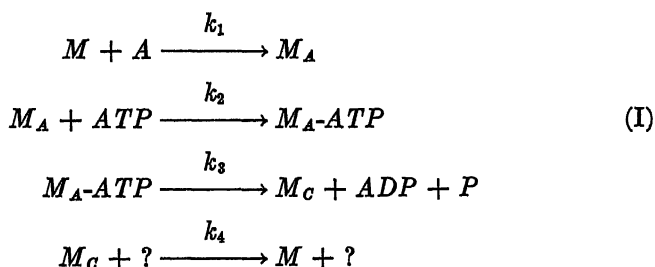 k₁
M + A ⟶ M_A
k₂
M_A + ATP ⟶ M_A-ATP (I)
k₃
M_A-ATP ⟶ M_C + ADP + P
k₄
M_C + ? ⟶ M + ?